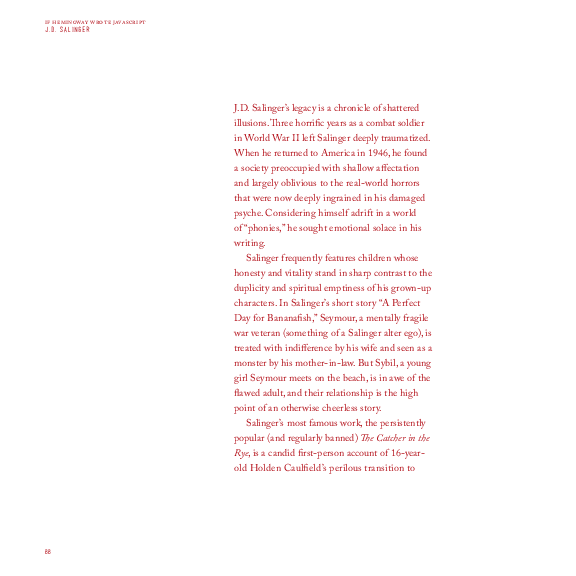 IF HEMINGWAY WROTE JAVASCRIPT
J.D. SALINGER
J.D. Salinger’s legacy is a chronicle of shattered
illusions. Three horrific years as a combat soldier
in World War II left Salinger deeply traumatized.
When he returned to America in 1946, he found
a society preoccupied with shallow affectation
and largely oblivious to the real-world horrors
that were now deeply ingrained in his damaged
psyche. Considering himself adrift in a world
of “phonies,” he sought emotional solace in his
writing.
Salinger frequently features children whose
honesty and vitality stand in sharp contrast to the
duplicity and spiritual emptiness of his grown-up
characters. In Salinger’s short story “A Perfect
Day for Bananafish,” Seymour, a mentally fragile
war veteran (something of a Salinger alter ego), is
treated with indifference by his wife and seen as a
monster by his mother-in-law. But Sybil, a young
girl Seymour meets on the beach, is in awe of the
flawed adult, and their relationship is the high
point of an otherwise cheerless story.
Salinger’s most famous work, the persistently
popular (and regularly banned) The Catcher in the
Rye, is a candid first-person account of 16-year-
old Holden Caulfield’s perilous transition to
88